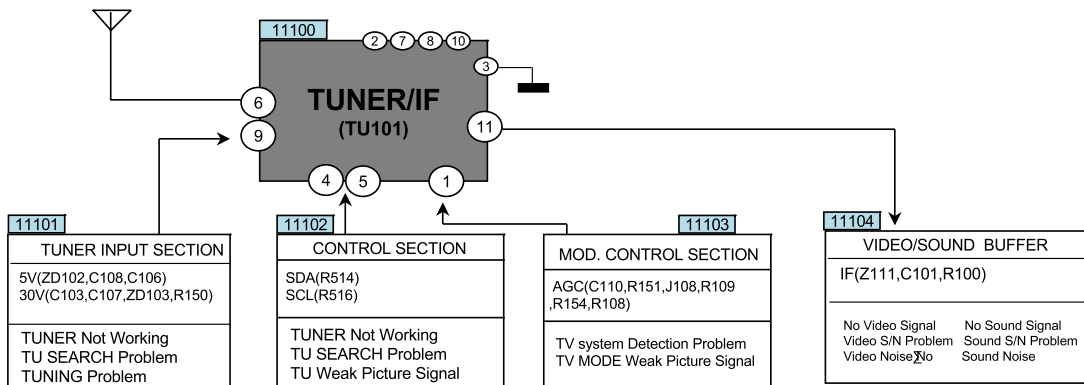 11100
2 7 8 10
3
TUNER/IF
(TU101)
6
9
11
4 5 1
11101
TUNER INPUT SECTION
5V(ZD102,C108,C106)
30V(C103,C107,ZD103,R150)
TUNER Not Working
TU SEARCH Problem
TUNING Problem
11102
CONTROL SECTION
SDA(R514)
SCL(R516)
TUNER Not Working
TU SEARCH Problem
TU Weak Picture Signal
11103
MOD. CONTROL SECTION
AGC(C110,R151,J108,R109
,R154,R108)
TV system Detection Problem
TV MODE Weak Picture Signal
11104
VIDEO/SOUND BUFFER
IF(Z111,C101,R100)
No Video Signal No Sound Signal
Video S/N Problem Sound S/N Problem
Video Noise∑No Sound Noise